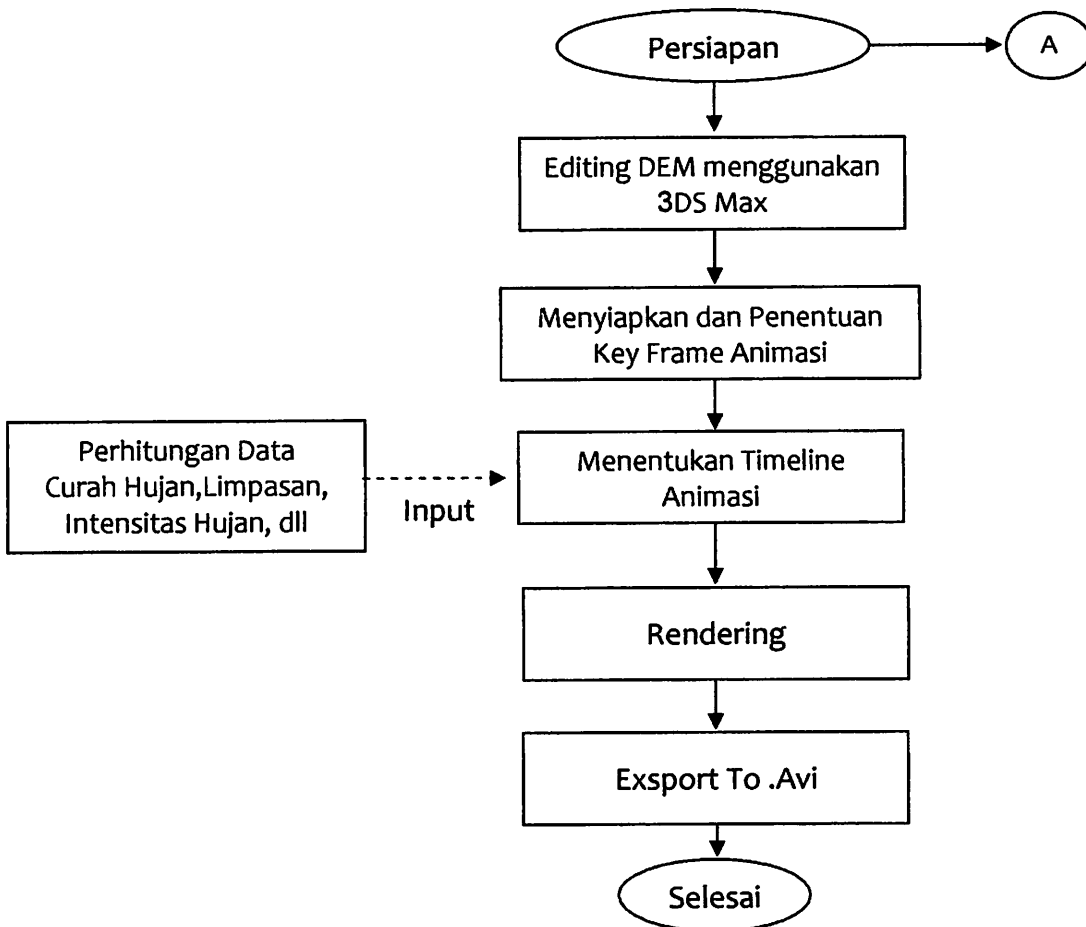 Persiapan
A
Editing DEM menggunakan
3DS Max
Menyiapkan dan Penentuan
Key Frame Animasi
Perhitungan Data
Curah Hujan,Limpasan,
Intensitas Hujan, dll
Input
Menentukan Timeline
Animasi
Rendering
Exsport To .Avi
Selesai